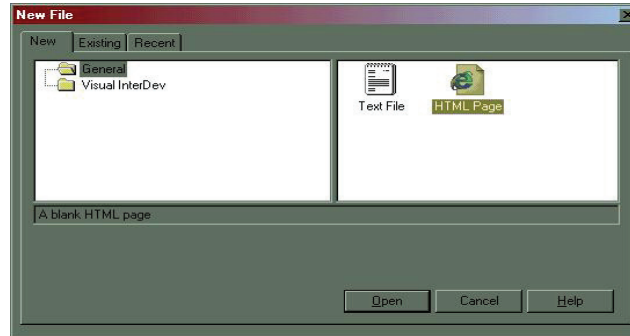 New File
New Existing Recent
General
Visual InterDev
Text File HTML Page
A blank HTML page
Open Cancel Help